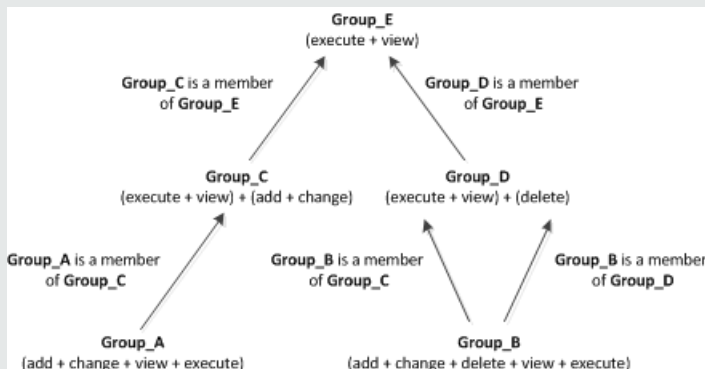 Group_E
(execute + view)
Group_C is a member
of Group_E
Group_D is a member
of Group_E
Group_C
(execute + view) + (add + change)
Group_D
(execute + view) + (delete)
Group_A is a member
of Group_C
Group_B is a member
of Group_C
Group_B is a member
of Group_D
Group_A
(add + change + view + execute)
Group_B
(add + change + delete + view + execute)